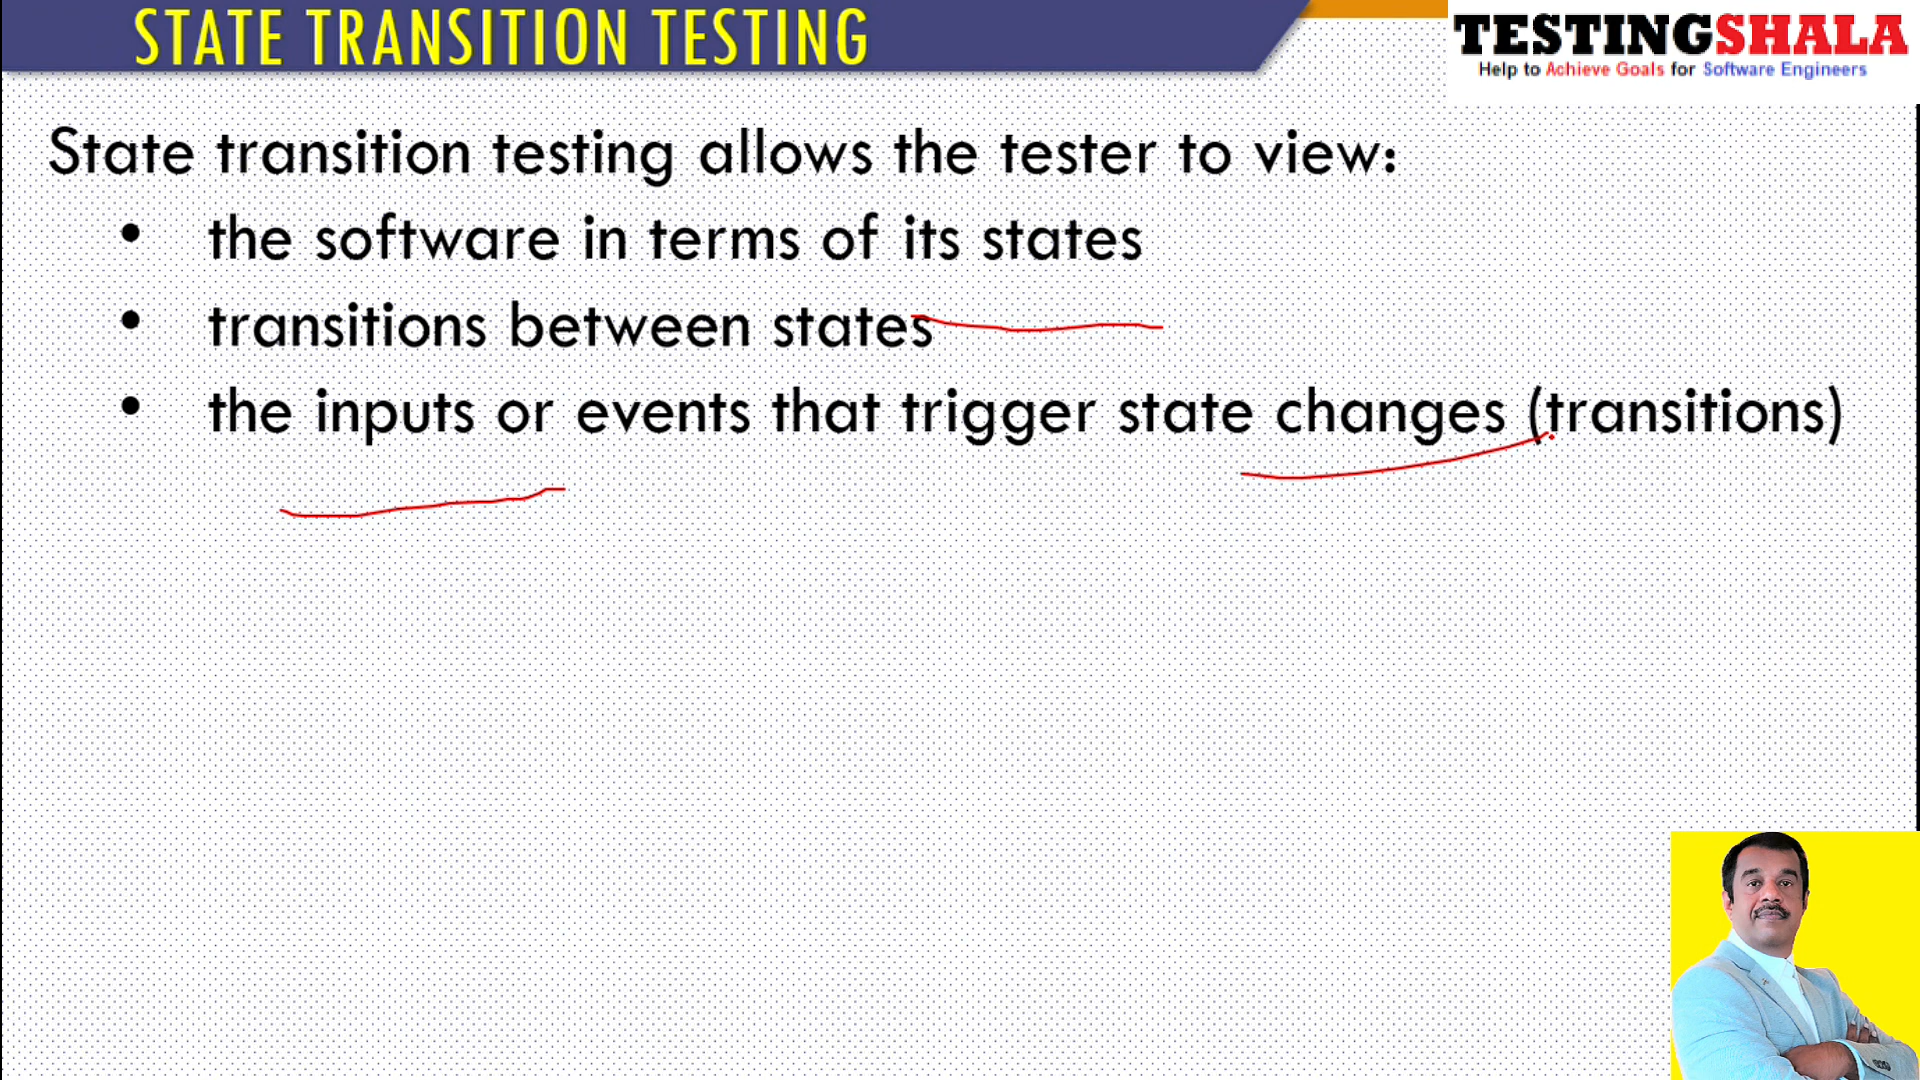 STATE TRANSITION TESTING
TESTINGSHALA
Help to Achieve Goals for Software Engineers
State transition testing allows the tester to view:
• the software in terms of its states
• transitions between states
• the inputs or events that trigger state changes (transitions)